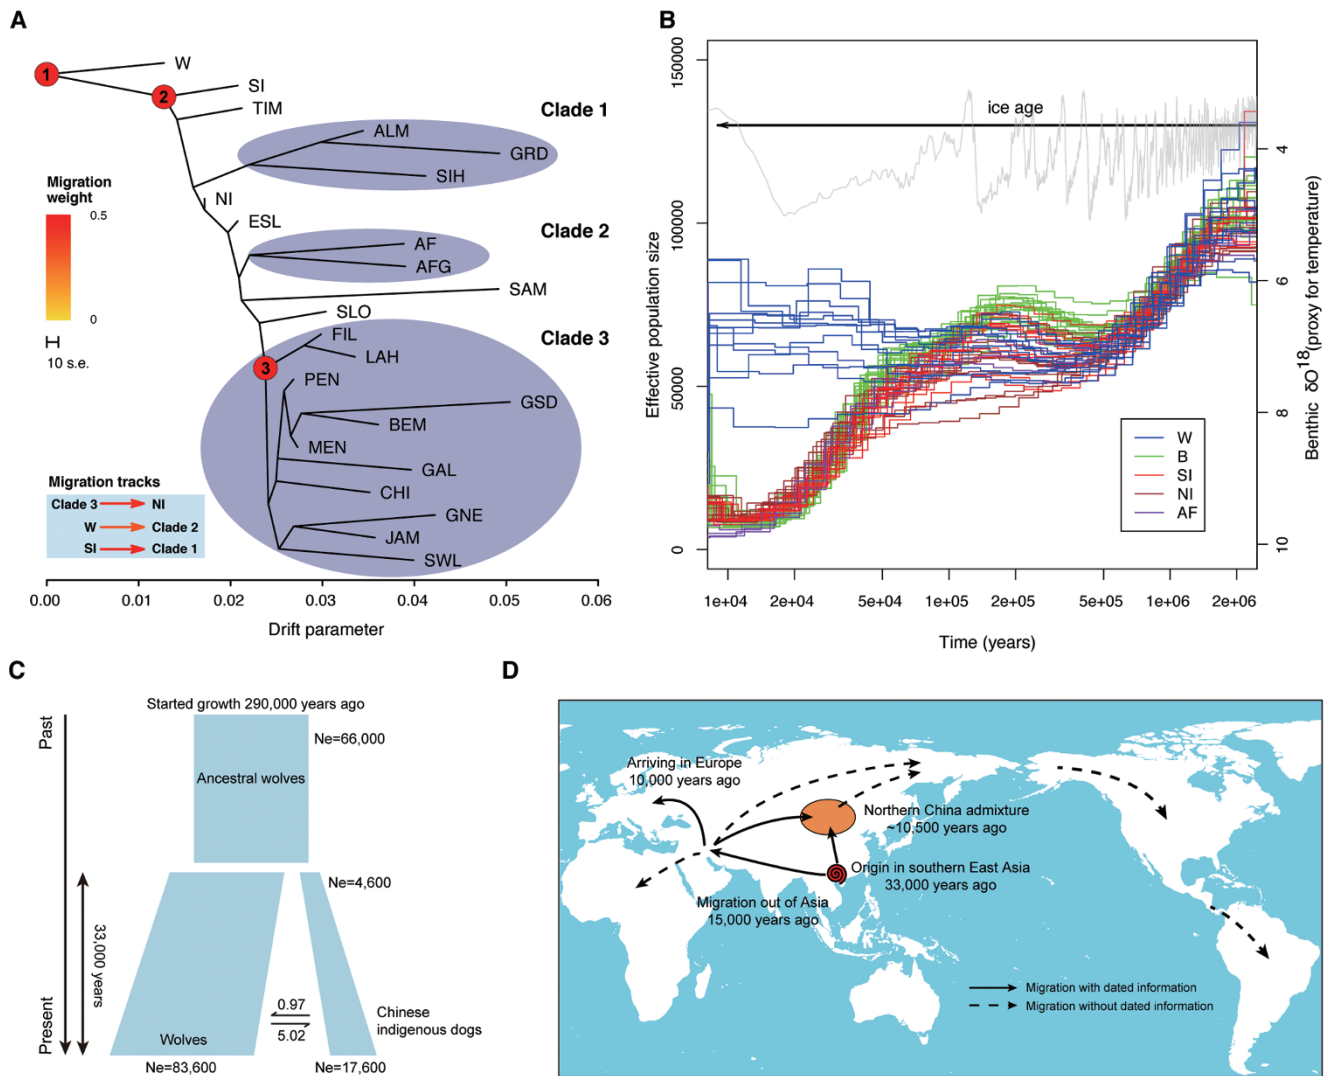 A
1
W
2
SI
TIM
Clade 1
ALM
GRD
SIH
Migration
weight
0.5
0
NI
ESL
Clade 2
AF
AFG
SAM
SLO
Clade 3
FIL
LAH
3
PEN
GSD
BEM
MEN
GAL
CHI
GNE
JAM
SWL
10 s.e.
Migration tracks
Clade 3 NI
W Clade 2
SI Clade 1
0.00 0.01 0.02 0.03 0.04 0.05 0.06
Drift parameter
B
Effective population size
0 50000 100000 150000
ice age
W
B
SI
NI
AF
4 6 8 10
Benthic δO18(proxy for temperature)
1e+04 2e+04 5e+04 1e+05 2e+05 5e+05 1e+06 2e+06
Time (years)
C
Started growth 290,000 years ago
Past
Ne=66,000
Ancestral wolves
Ne=4,600
33,000 years
Present
0.97
5.02
Wolves
Chinese
indigenous dogs
Ne=83,600
Ne=17,600
D
Arriving in Europe
10,000 years ago
Northern China admixture
~10,500 years ago
Origin in southern East Asia
33,000 years ago
Migration out of Asia
15,000 years ago
Migration with dated information
Migration without dated information